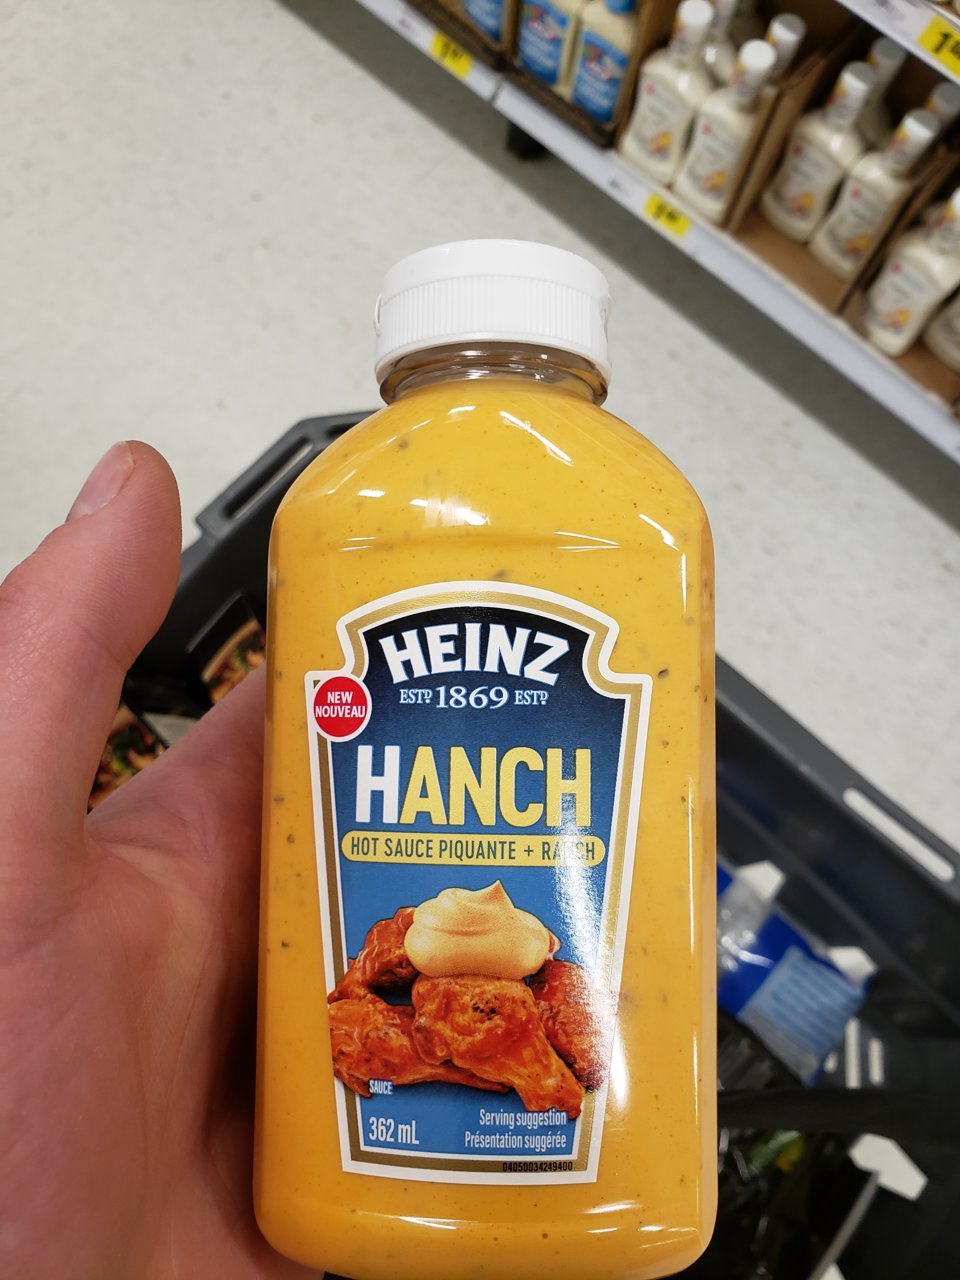 HEINZ
ESTD 1869 ESTD
NEW
NOUVEAU
HANCH
HOT SAUCE PIQUANTE + RANCH
SAUCE
362 mL
Serving suggestion
Présentation suggérée
04050034249400